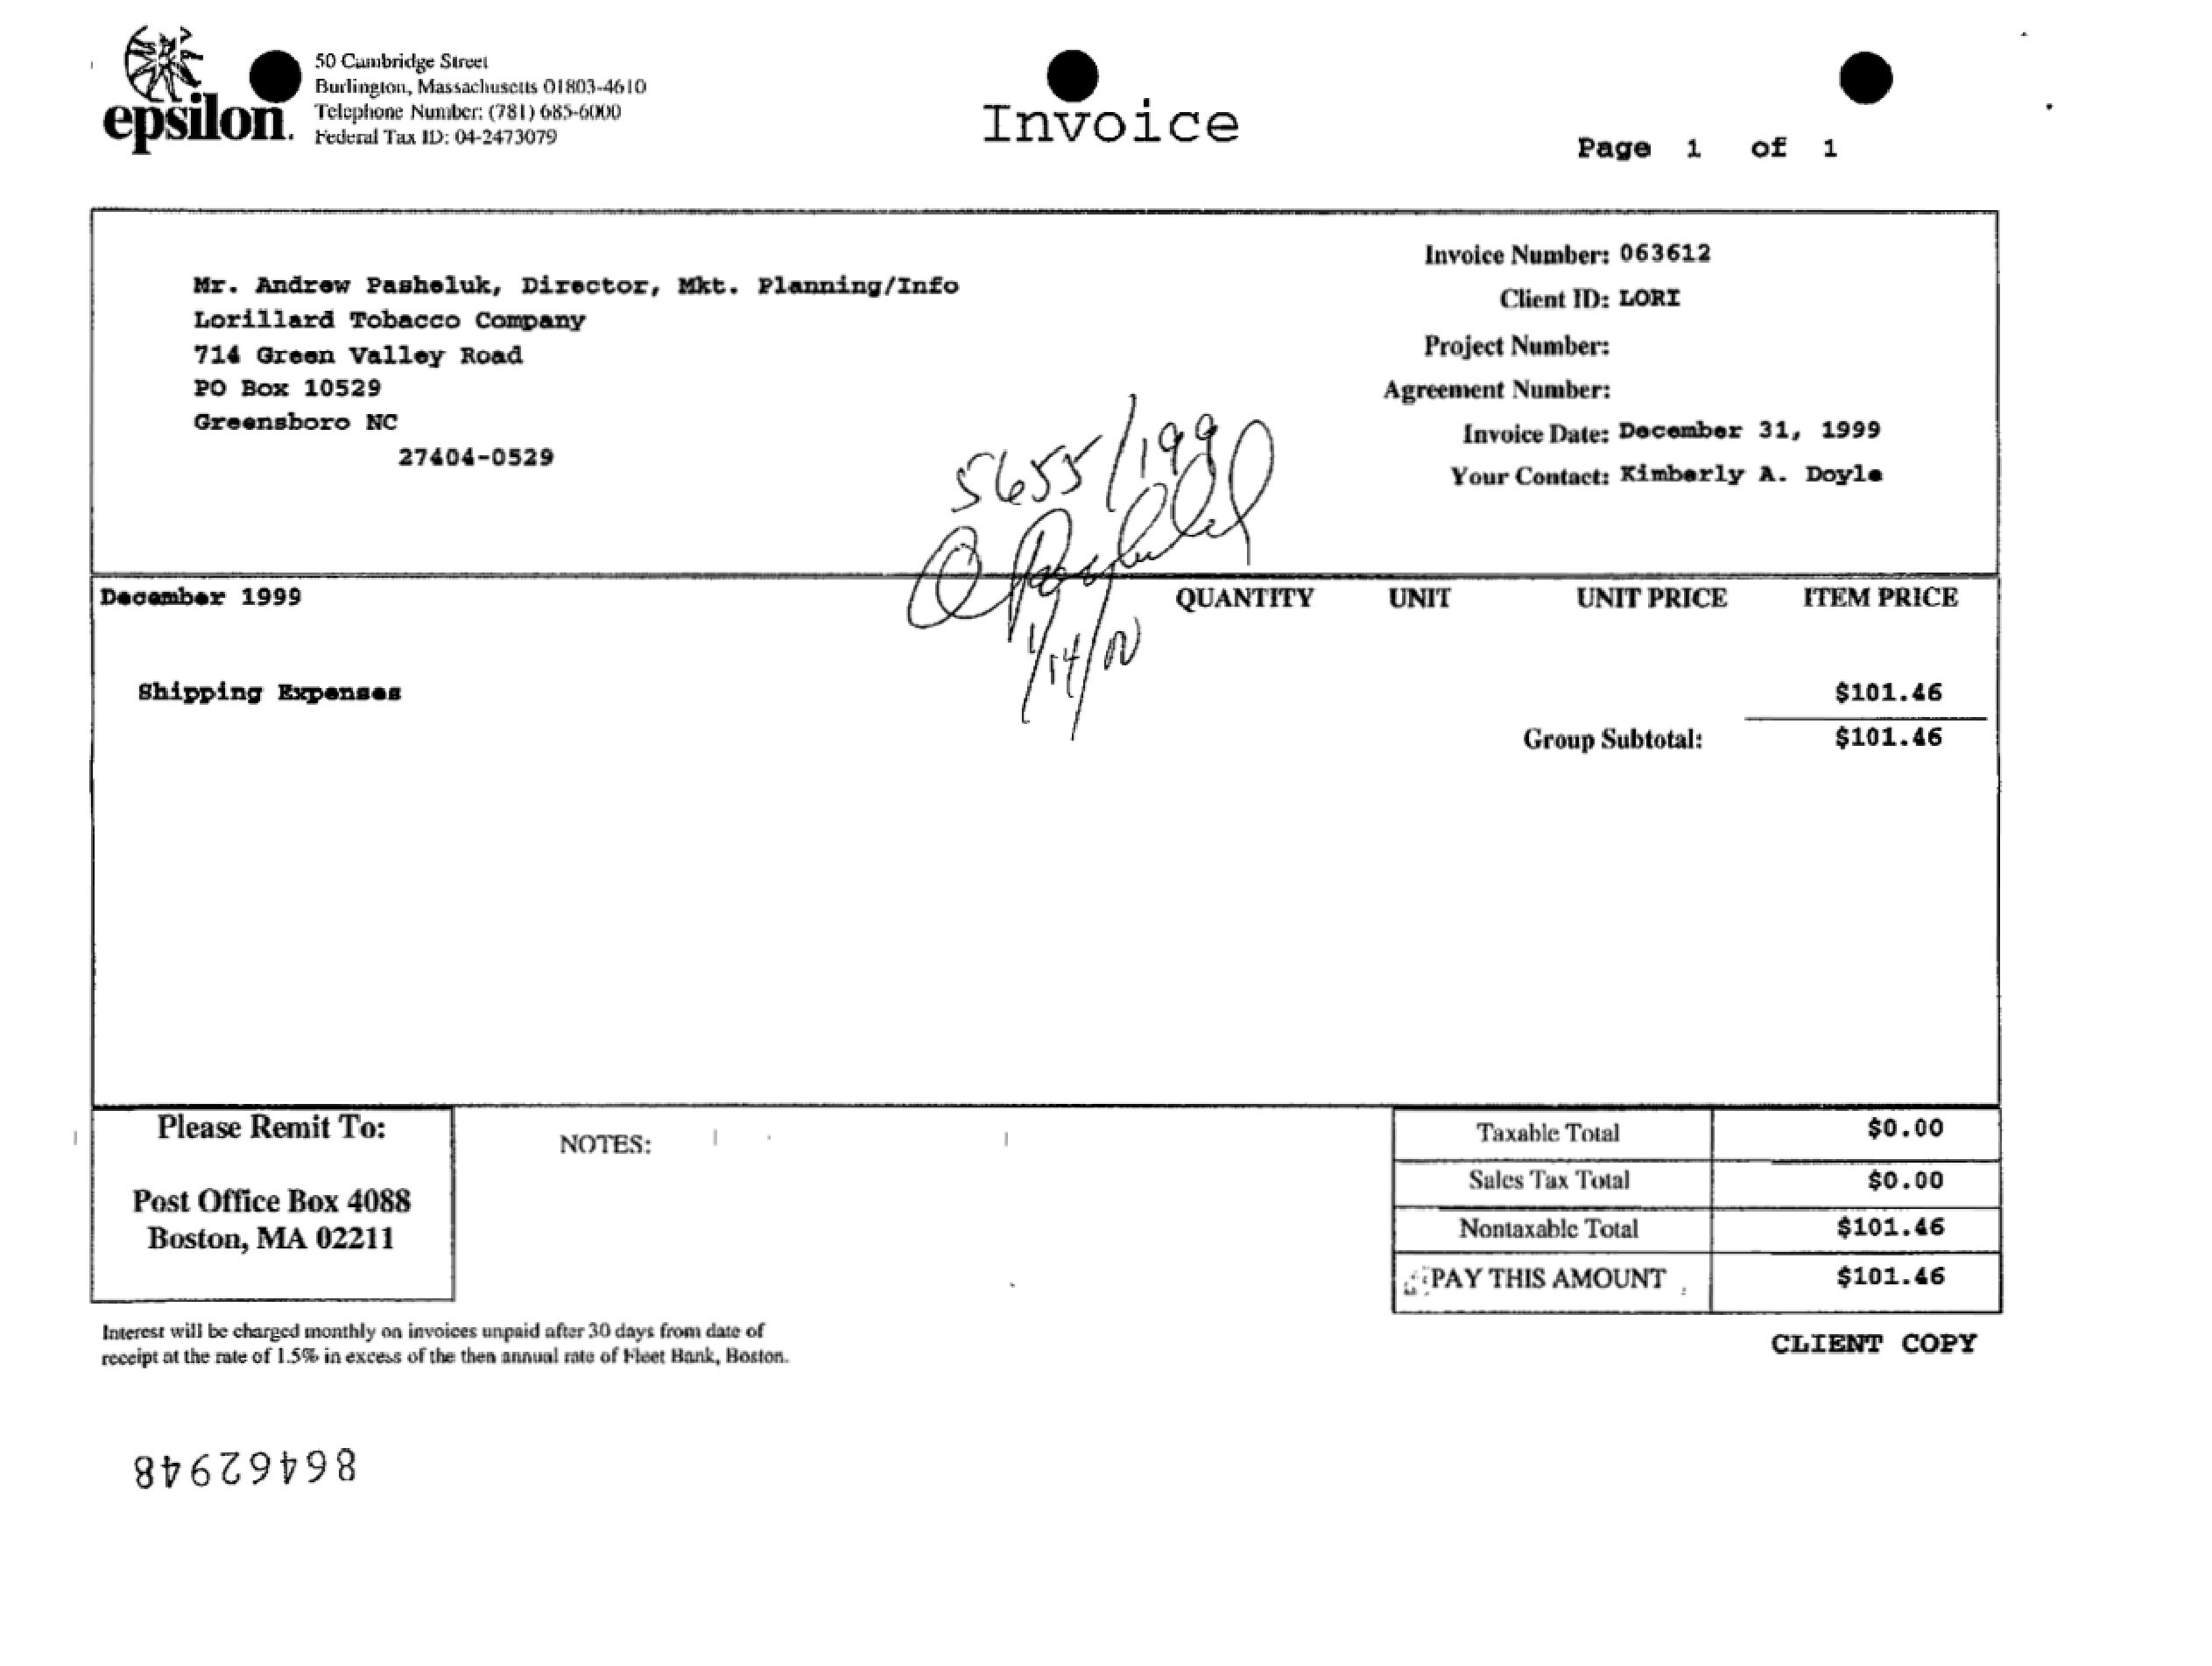 epsilon.
50 Cambridge Street
Burlington, Massachusetts 01803-4610
Telephone Number: (781) 685-6000
Federal Tax ID: 04-2473079
Invoice
Page 1 of 1
Mr. Andrew Pasheluk, Director, Mkt. Planning/Info
Lorillard Tobacco Company
714 Green Valley Road
PO Box 10529
Greensboro NC
27404-0529
Invoice Number: 063612
Client ID: LORI
Project Number:
Agreement Number:
Invoice Date: December 31, 1999
Your Contact: Kimberly A. Doyle
5655/199
1/14/00
December 1999 QUANTITY UNIT UNIT PRICE ITEM PRICE
Shipping Expenses $101.46
Group Subtotal: $101.46
Please Remit To:
Post Office Box 4088
Boston, MA 02211
NOTES:
Taxable Total $0.00
Sales Tax Total $0.00
Nontaxable Total $101.46
PAY THIS AMOUNT $101.46
Interest will be charged monthly on invoices unpaid after 30 days from date of
receipt at the rate of 1.5% in excess of the then annual rate of Fleet Bank, Boston.
CLIENT COPY
86462948